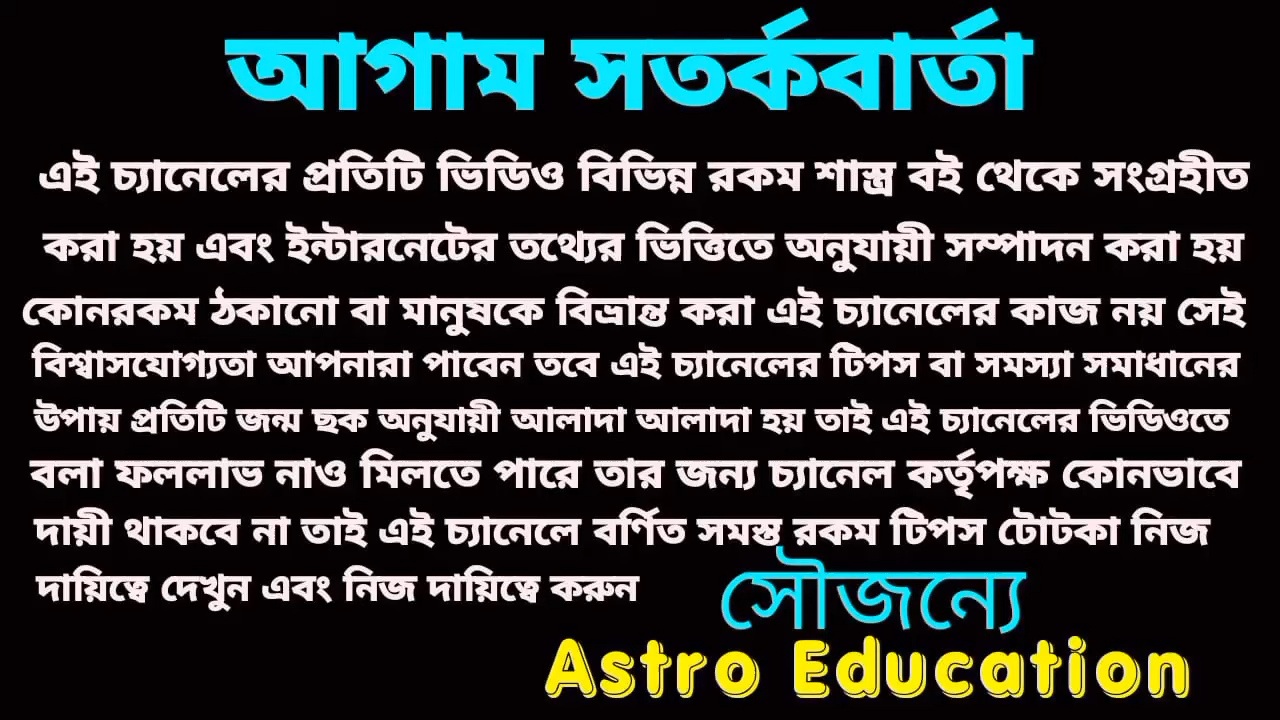 আগাম সতর্কবার্তা
এই চ্যানেলের প্রতিটি ভিডিও বিভিন্ন রকম শাস্ত্র বই থেকে সংগ্রহীত
করা হয় এবং ইন্টারনেটের তথ্যের ভিত্তিতে অনুযায়ী সম্পাদন করা হয়
কোনরকম ঠকানো বা মানুষকে বিভ্রান্ত করা এই চ্যানেলের কাজ নয় সেই
বিশ্বাসযোগ্যতা আপনারা পাবেন তবে এই চ্যানেলের টিপস বা সমস্যা সমাধানের
উপায় প্রতিটি জন্ম ছক অনুযায়ী আলাদা আলাদা হয় তাই এই চ্যানেলের ভিডিওতে
বলা ফললাভ নাও মিলতে পারে তার জন্য চ্যানেল কর্তৃপক্ষ কোনভাবে
দায়ী থাকবে না তাই এই চ্যানেলে বর্ণিত সমস্ত রকম টিপস টোটকা নিজ
দায়িত্বে দেখুন এবং নিজ দায়িত্বে করুন
সৌজন্যে
Astro Education